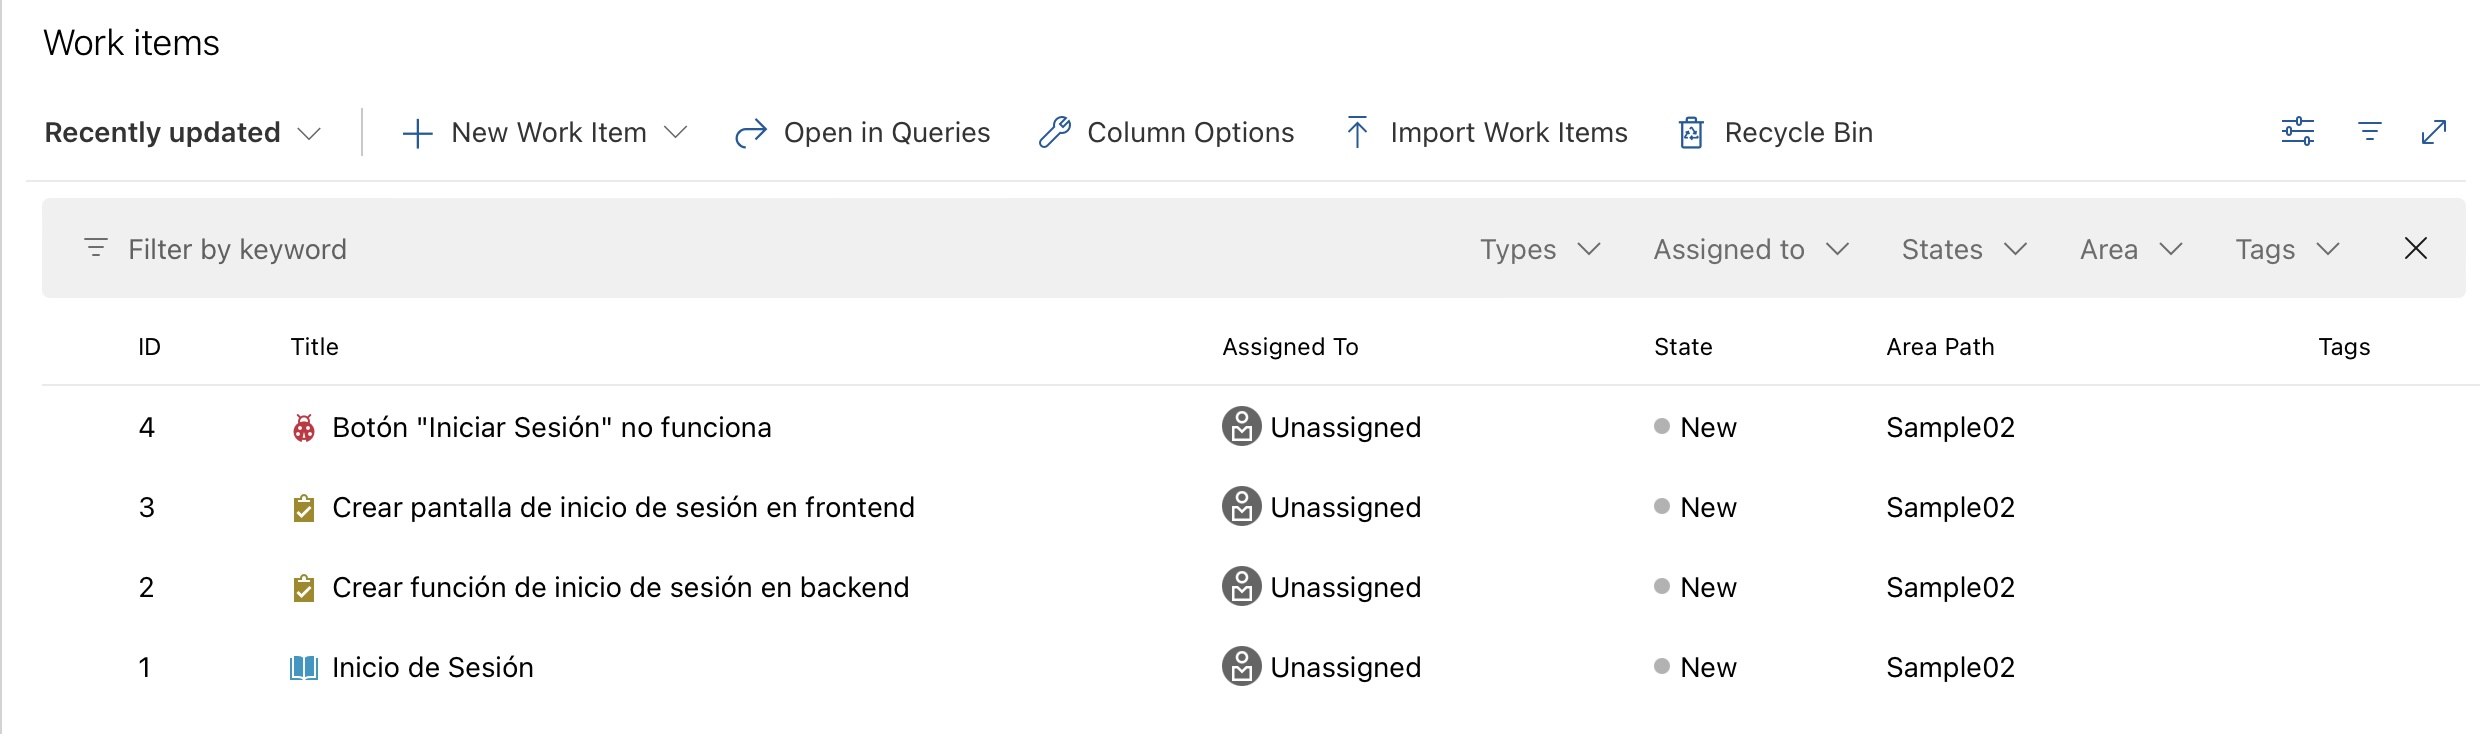 Work items
Recently updated New Work Item Open in Queries Column Options Import Work Items Recycle Bin
Filter by keyword Types Assigned to States Area Tags
ID Title Assigned To State Area Path Tags
4 Botón "Iniciar Sesión" no funciona Unassigned New Sample02
3 Crear pantalla de inicio de sesión en frontend Unassigned New Sample02
2 Crear función de inicio de sesión en backend Unassigned New Sample02
1 Inicio de Sesión Unassigned New Sample02